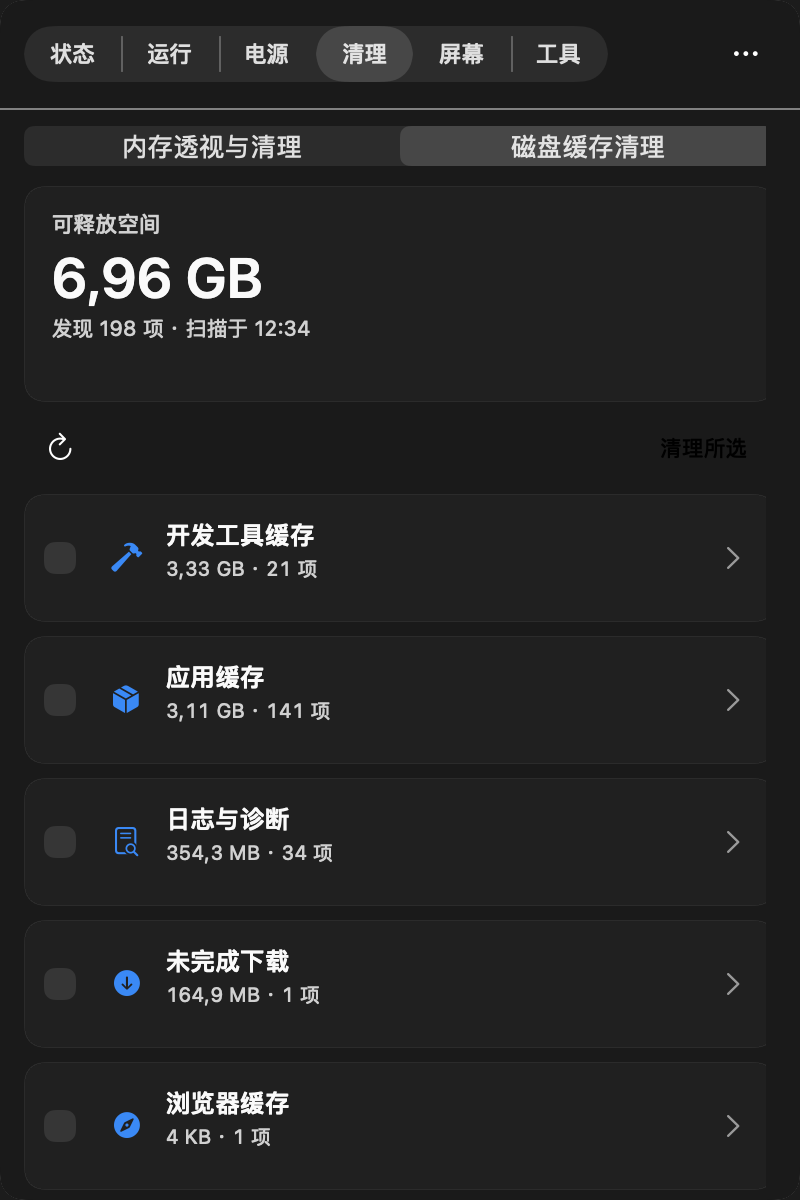 状态 运行 电源 清理 屏幕 工具
内存透视与清理 磁盘缓存清理
可释放空间
6,96 GB
发现 198 项 · 扫描于 12:34
清理所选
开发工具缓存
3,33 GB · 21 项
应用缓存
3,11 GB · 141 项
日志与诊断
354,3 MB · 34 项
未完成下载
164,9 MB · 1 项
浏览器缓存
4 KB · 1 项